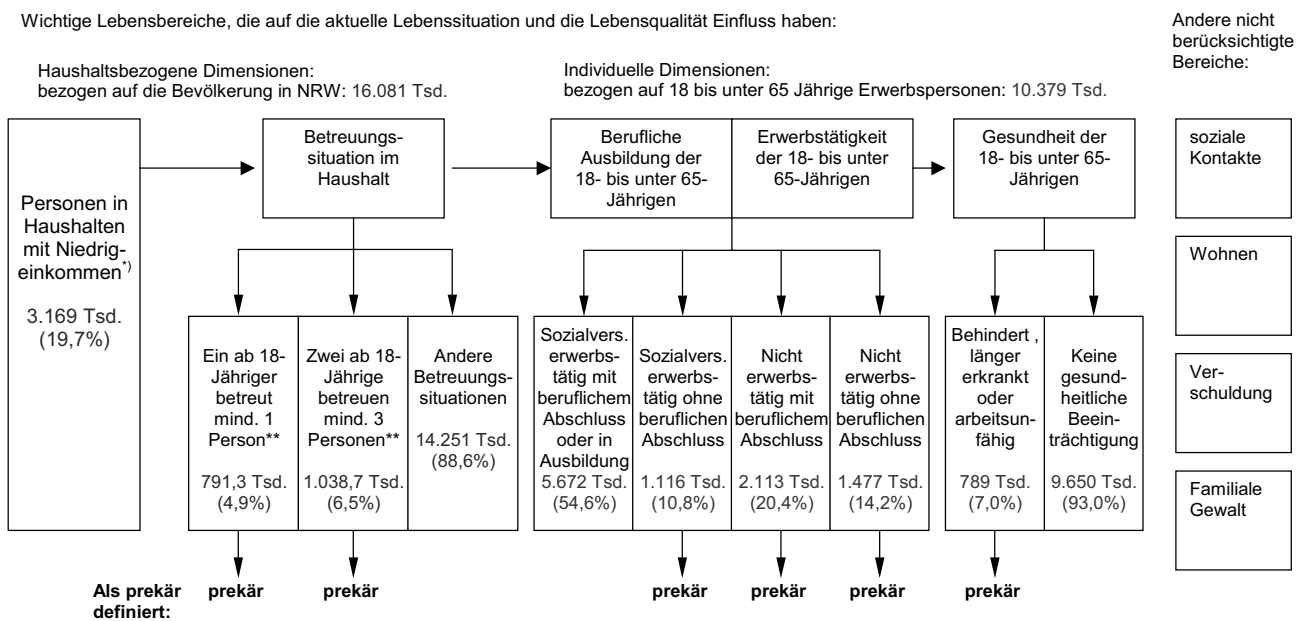 Wichtige Lebensbereiche, die auf die aktuelle Lebenssituation und die Lebensqualität Einfluss haben:
Andere nicht
berücksichtigte
Bereiche:
Haushaltsbezogene Dimensionen:
bezogen auf die Bevölkerung in NRW: 16.081 Tsd.
Individuelle Dimensionen:
bezogen auf 18 bis unter 65 Jährige Erwerbspersonen: 10.379 Tsd.
Personen in
Haushalten
mit Niedrig-
einkommen*)
3.169 Tsd.
(19,7%)
Betreuungs-
situation im
Haushalt
Berufliche
Ausbildung der
18- bis unter 65-
Jährigen
Erwerbstätigkeit
der 18- bis unter
65-Jährigen
Gesundheit der
18- bis unter 65-
Jährigen
soziale
Kontakte
Wohnen
Ver-
schuldung
Familiale
Gewalt
Ein ab 18-
Jähriger
betreut
mind. 1
Person**
791,3 Tsd.
(4,9%)
Zwei ab 18-
Jährige
betreuen
mind. 3
Personen**
1.038,7 Tsd.
(6,5%)
Andere
Betreuungs-
situationen
14.251 Tsd.
(88,6%)
Sozialvers.
erwerbs-
tätig mit
beruflichem
Abschluss
oder in
Ausbildung
5.672 Tsd.
(54,6%)
Sozialvers.
erwerbs-
tätig ohne
beruflichen
Abschluss
1.116 Tsd.
(10,8%)
Nicht
erwerbs-
tätig mit
beruflichem
Abschluss
2.113 Tsd.
(20,4%)
Nicht
erwerbs-
tätig ohne
beruflichen
Abschluss
1.477 Tsd.
(14,2%)
Behindert ,
länger
erkrankt
oder
arbeitsun-
fähig
789 Tsd.
(7,0%)
Keine
gesund-
heitliche
Beein-
trächtigung
9.650 Tsd.
(93,0%)
Als prekär
definiert:
prekär
prekär
prekär
prekär
prekär
prekär